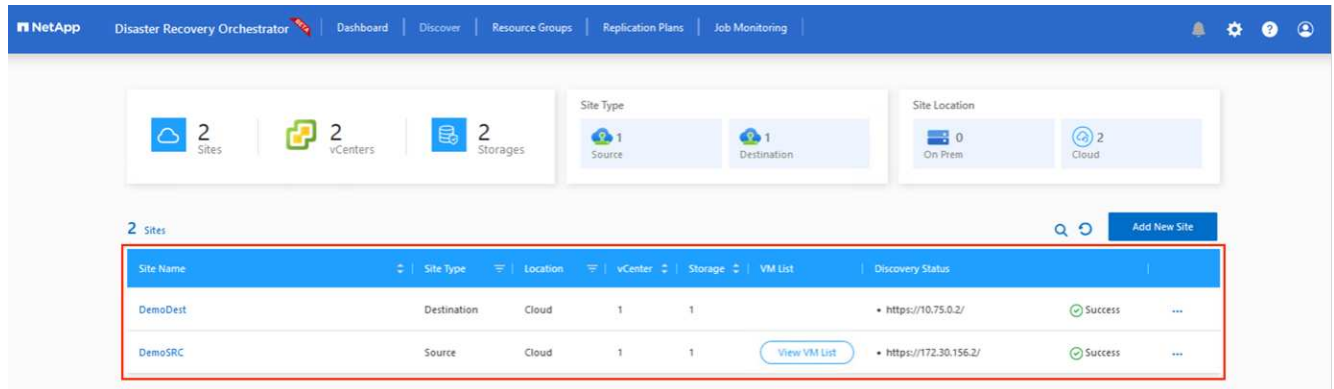 NetApp Disaster Recovery Orchestrator Dashboard Discover Resource Groups Replication Plans Job Monitoring
Site Type
Site Location
2
Sites
2
vCenters
2
Storages
1
Source
1
Destination
0
On Prem
2
Cloud
2 Sites
Add New Site
Site Name Site Type Location vCenter Storage VM List Discovery Status
DemoDest Destination Cloud 1 1 • https://10.75.0.2/ Success ...
DemoSRC Source Cloud 1 1 View VM List • https://172.30.156.2/ Success ...